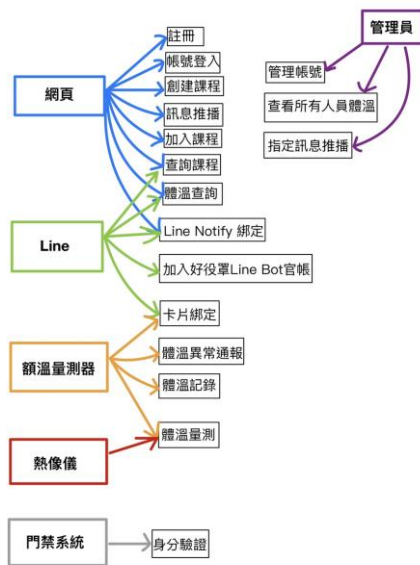 註冊
帳號登入
創建課程
訊息推播
加入課程
查詢課程
體溫查詢
Line Notify 綁定
加入好役罩Line Bot官帳
卡片綁定
體溫異常通報
體溫記錄
體溫量測
身分驗證
網頁
Line
額溫量測器
熱像儀
門禁系統
管理員
管理帳號
查看所有人員體溫
指定訊息推播